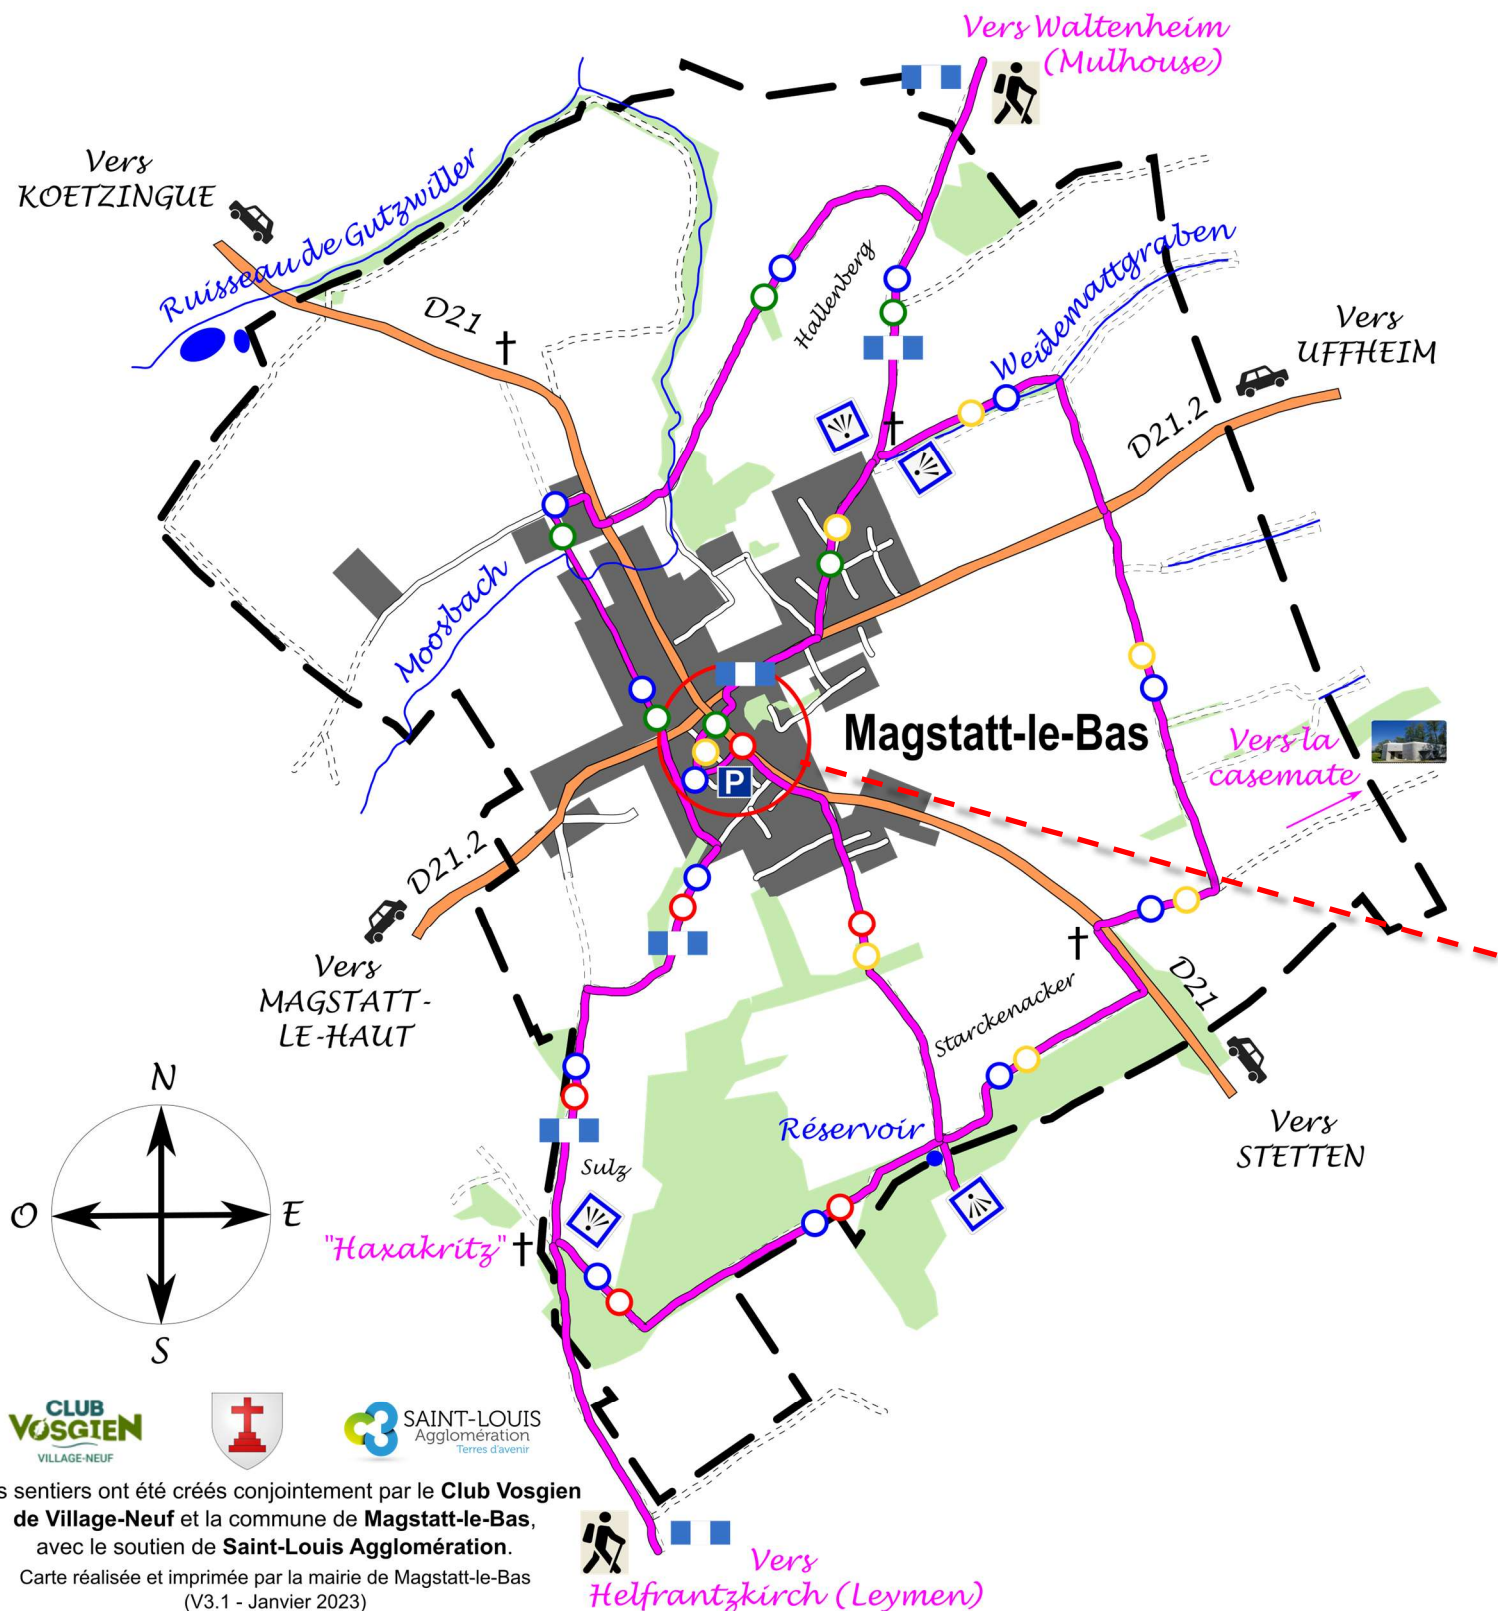 Vers Waltenheim
(Mulhouse)
Vers
KOETZINGUE
Ruisseau de Gutzwiller
D21
Hallenberg
Weidemattgraben
Vers
UFFHEIM
D21.2
Moosbach
Magstatt-le-Bas
P
Vers la
casemate
D21.2
Vers
MAGSTATT-
LE-HAUT
D21
Starckenacker
Réservoir
Vers
STETTEN
Sulz
"Haxakritz"
N
O
E
S
CLUB
VOSGIEN
VILLAGE-NEUF
SAINT-LOUIS
Agglomération
Terres d'avenir
s sentiers ont été créés conjointement par le Club Vosgien
de Village-Neuf et la commune de Magstatt-le-Bas,
avec le soutien de Saint-Louis Agglomération.
Carte réalisée et imprimée par la mairie de Magstatt-le-Bas
(V3.1 - Janvier 2023)
Vers
Helfrantzkirch (Leymen)